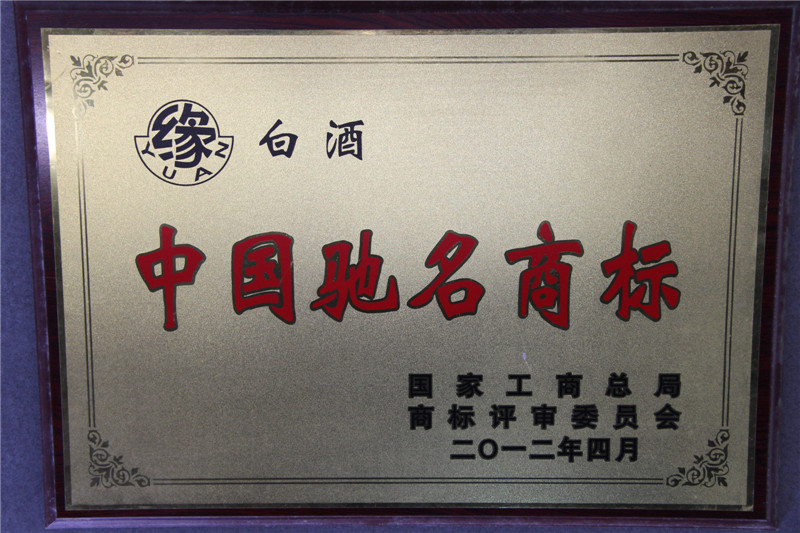 缘 YUAN 白酒
中国驰名商标
国家工商总局
商标评审委员会
二〇一二年四月